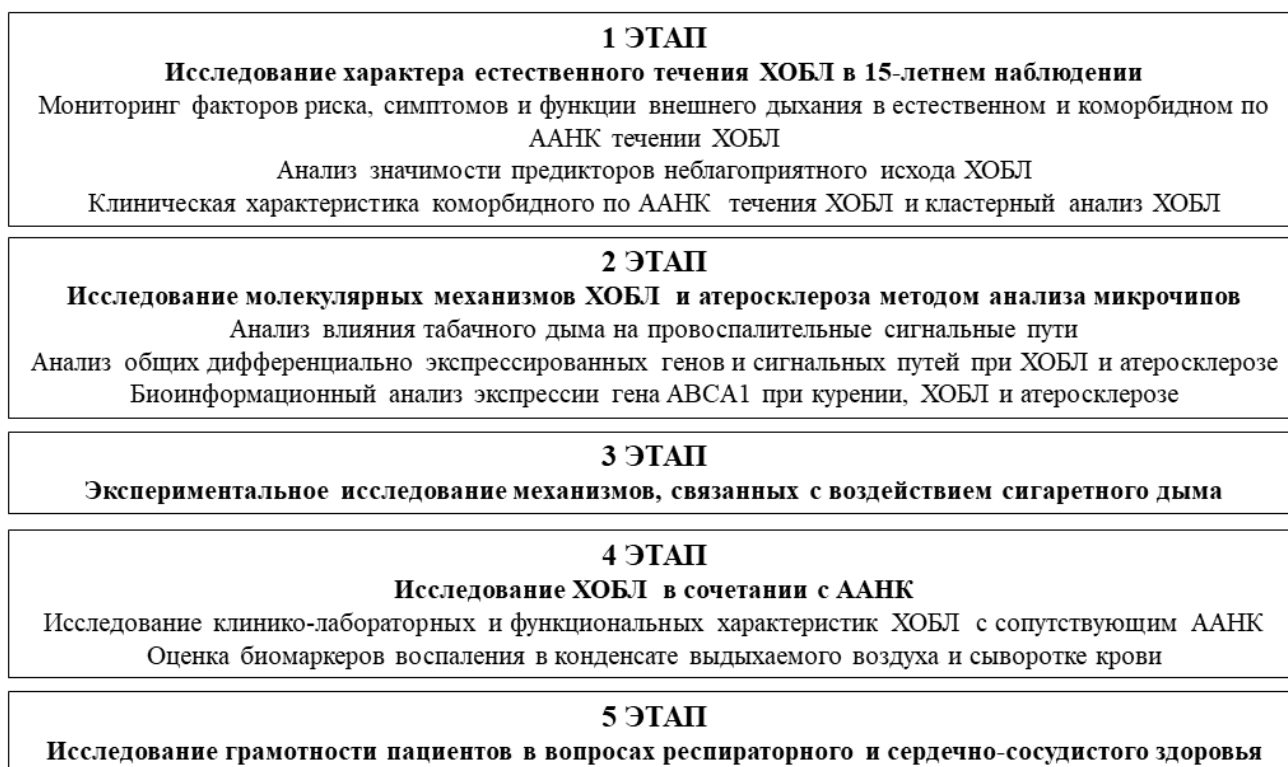 1 ЭТАП
Исследование характера естественного течения ХОБЛ в 15-летнем наблюдении
Мониторинг факторов риска, симптомов и функции внешнего дыхания в естественном и коморбидном по
ААНК течении ХОБЛ
Анализ значимости предикторов неблагоприятного исхода ХОБЛ
Клиническая характеристика коморбидного по ААНК течения ХОБЛ и кластерный анализ ХОБЛ
2 ЭТАП
Исследование молекулярных механизмов ХОБЛ и атеросклероза методом анализа микрочипов
Анализ влияния табачного дыма на провоспалительные сигнальные пути
Анализ общих дифференциально экспрессированных генов и сигнальных путей при ХОБЛ и атеросклерозе
Биоинформационный анализ экспрессии гена ABCA1 при курении, ХОБЛ и атеросклерозе
3 ЭТАП
Экспериментальное исследование механизмов, связанных с воздействием сигаретного дыма
4 ЭТАП
Исследование ХОБЛ в сочетании с ААНК
Исследование клинико-лабораторных и функциональных характеристик ХОБЛ с сопутствующим ААНК
Оценка биомаркеров воспаления в конденсате выдыхаемого воздуха и сыворотке крови
5 ЭТАП
Исследование грамотности пациентов в вопросах респираторного и сердечно-сосудистого здоровья